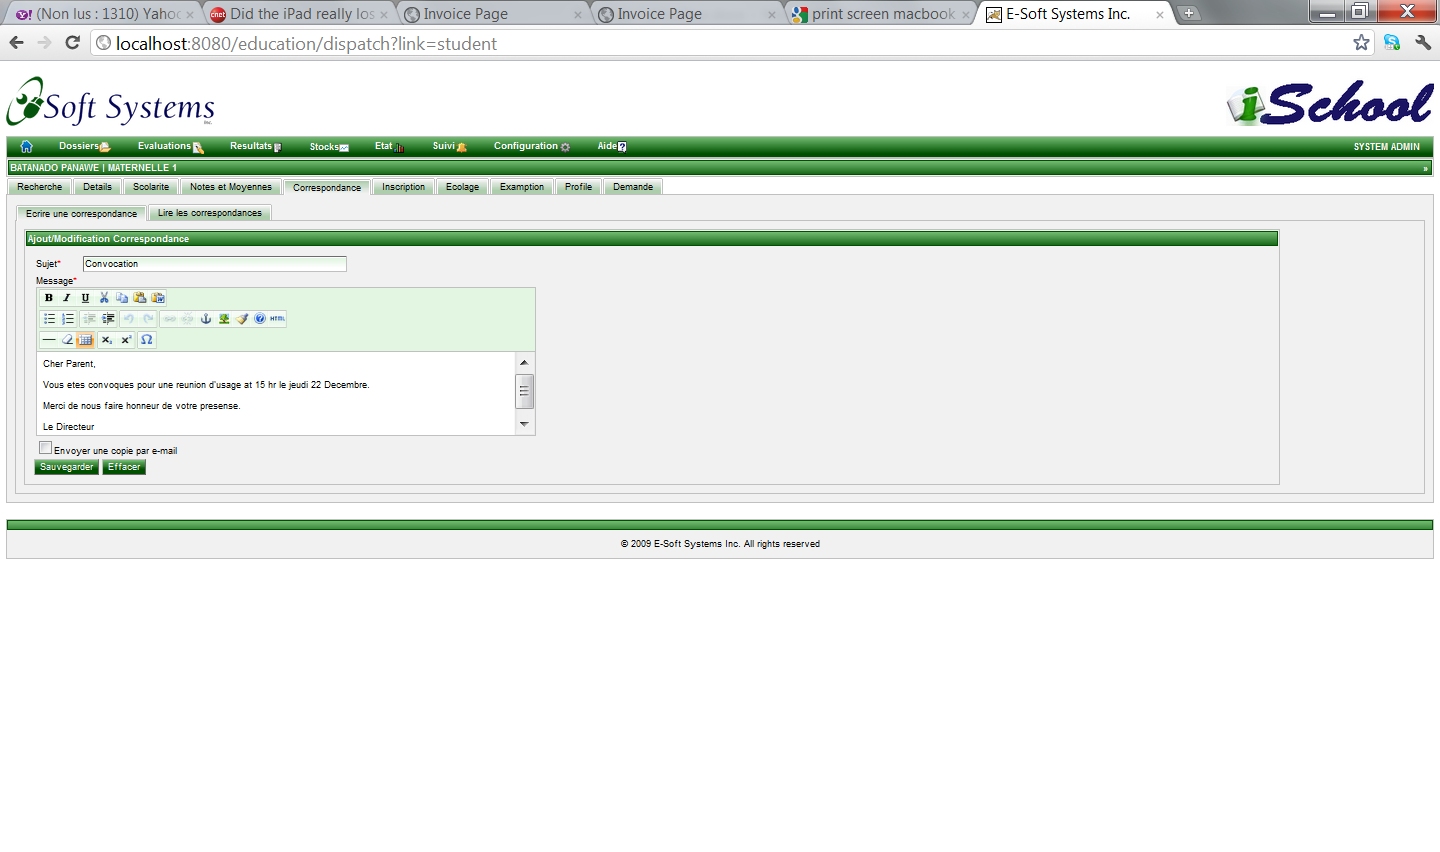 (Non lus : 1310) Yahoo
Did the iPad really los
Invoice Page
Invoice Page
print screen macbook
E-Soft Systems Inc.
localhost:8080/education/dispatch?link=student
Soft Systems
Inc.
iSchool
Dossiers
Evaluations
Resultats
Stocks
Etat
Suivi
Configuration
Aide
SYSTEM ADMIN
BATANADO PANAWE | MATERNELLE 1
»
Recherche
Details
Scolarite
Notes et Moyennes
Correspondance
Inscription
Ecolage
Examption
Profile
Demande
Ecrire une correspondance
Lire les correspondances
Ajout/Modification Correspondance
Sujet*
Convocation
Message*
B I U
HTML
Cher Parent,
Vous etes convoques pour une reunion d'usage at 15 hr le jeudi 22 Decembre.
Merci de nous faire honneur de votre presense.
Le Directeur
Envoyer une copie par e-mail
Sauvegarder
Effacer
© 2009 E-Soft Systems Inc. All rights reserved